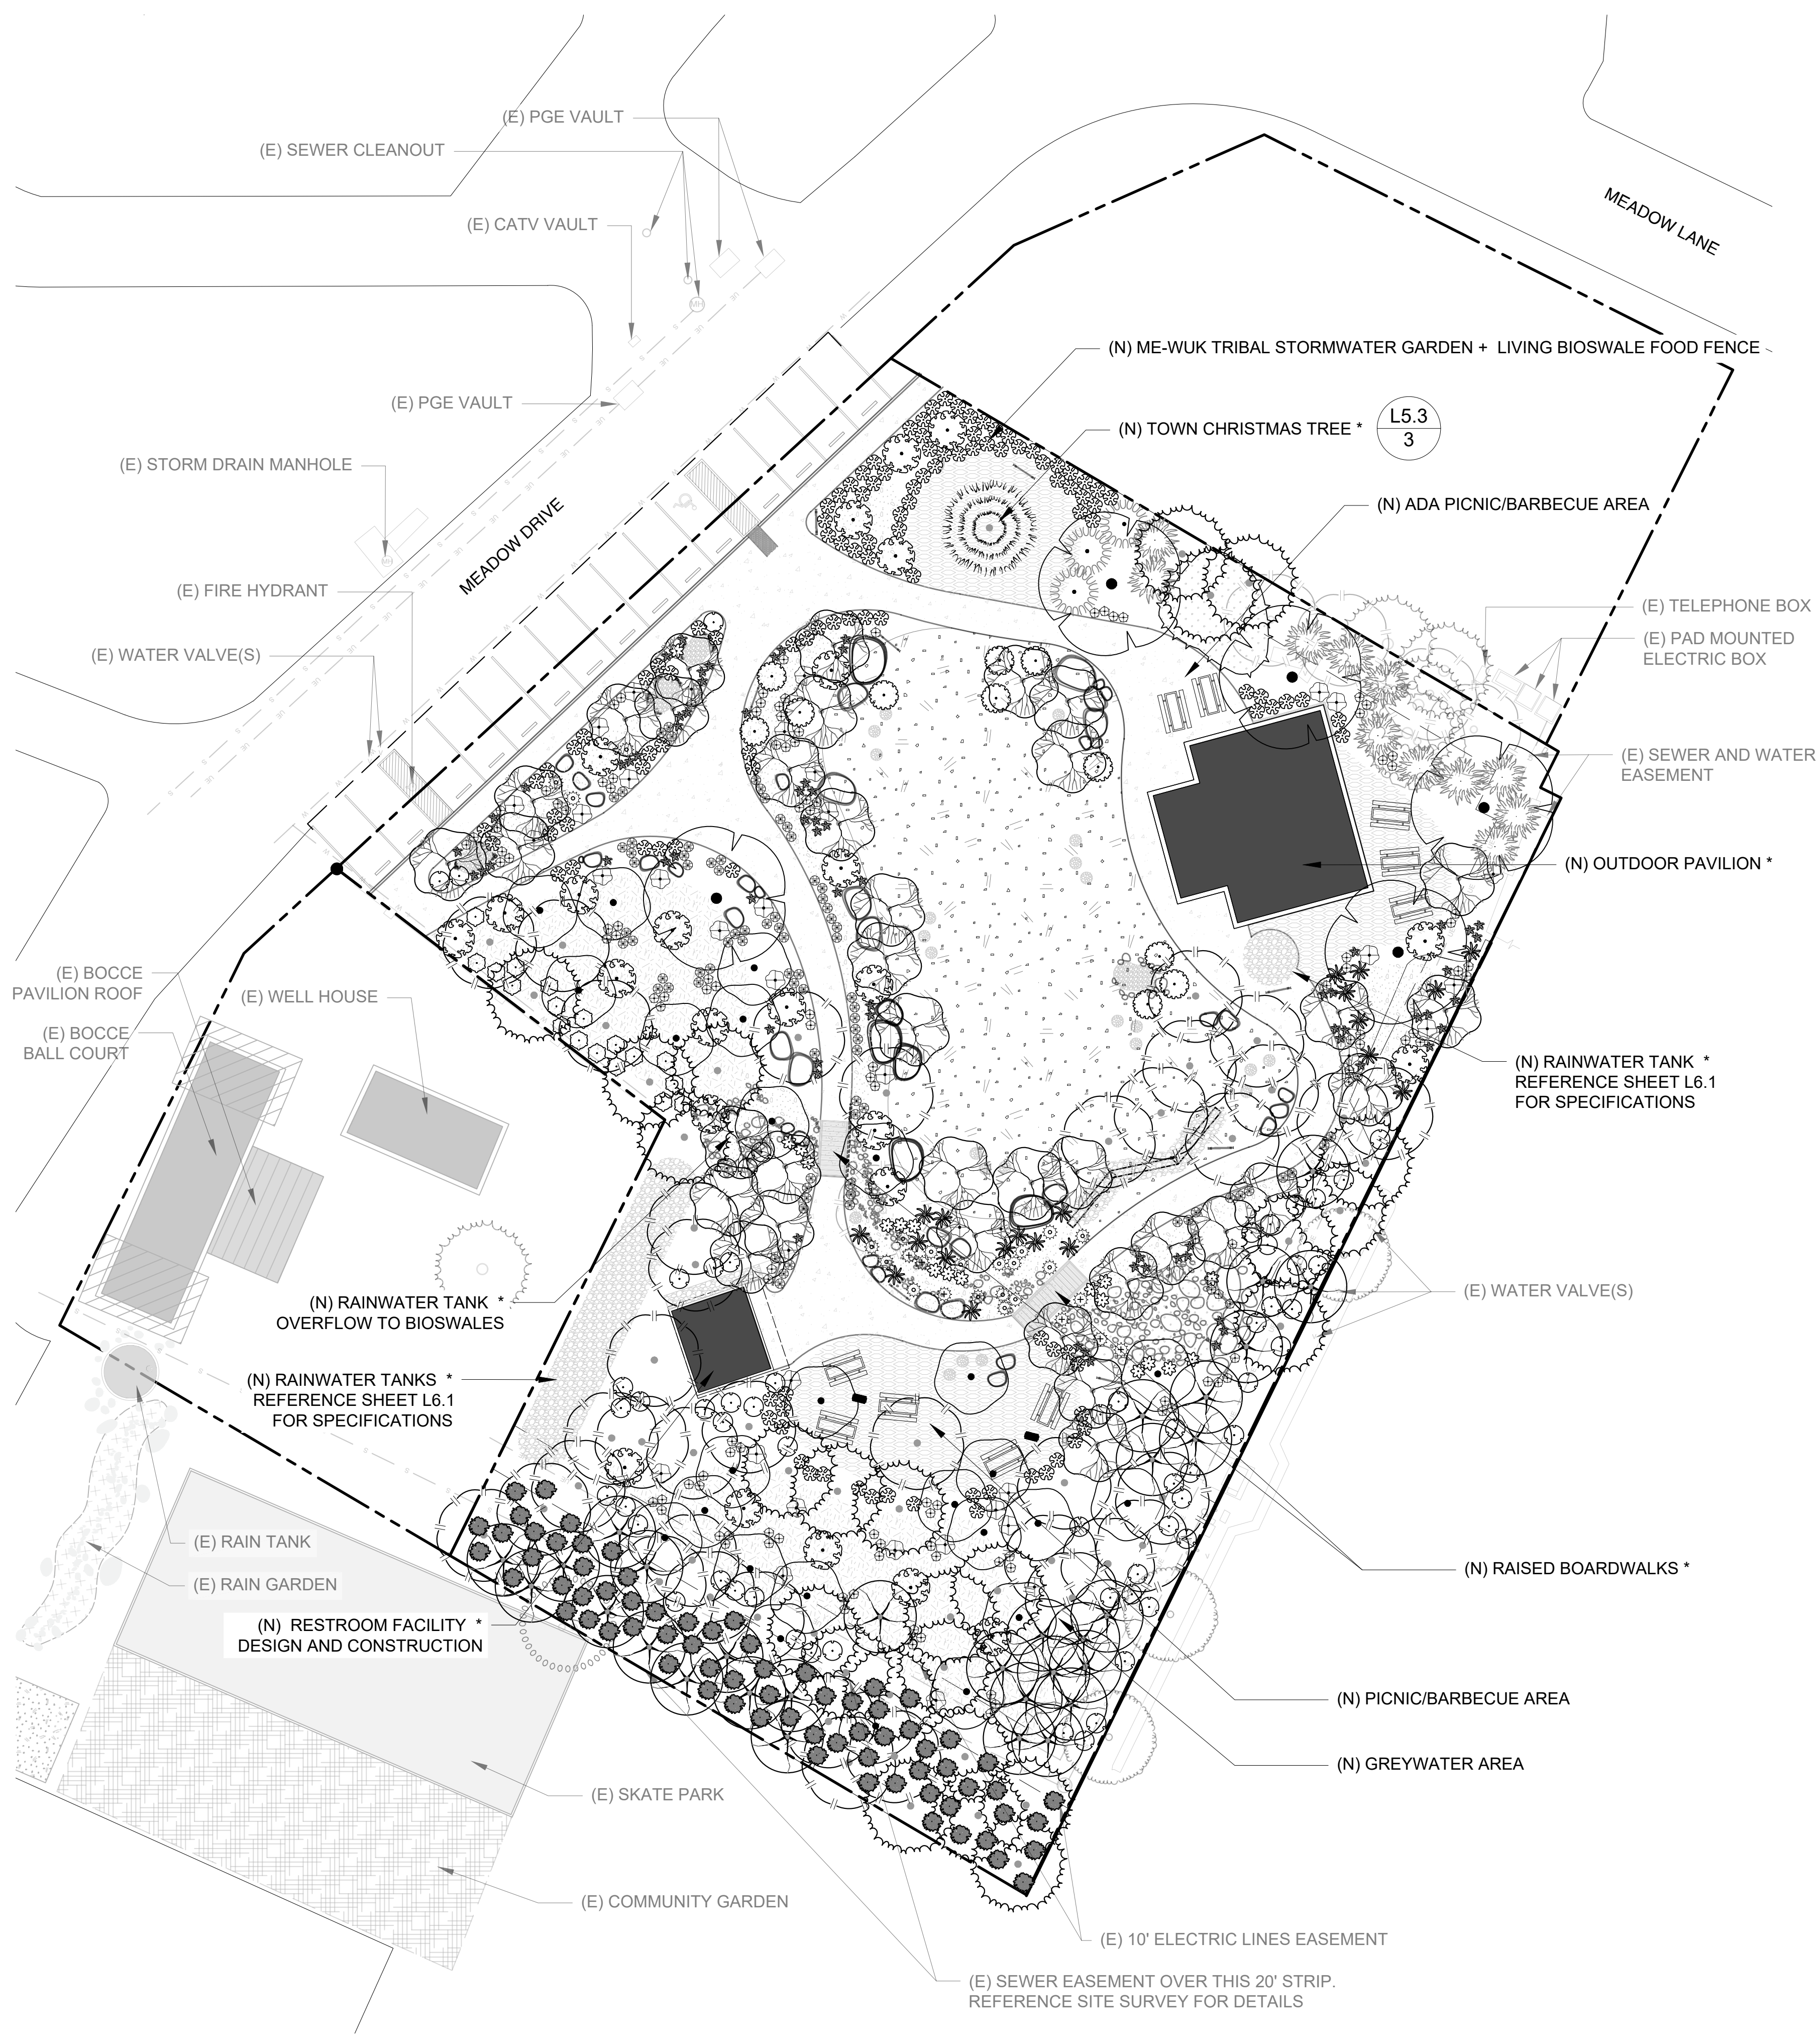 (E) PGE VAULT
(E) SEWER CLEANOUT
(E) CATV VAULT
MEADOW LANE
(N) ME-WUK TRIBAL STORMWATER GARDEN + LIVING BIOSWALE FOOD FENCE
(E) PGE VAULT
(N) TOWN CHRISTMAS TREE *
L5.3
3
(E) STORM DRAIN MANHOLE
(N) ADA PICNIC/BARBECUE AREA
MEADOW DRIVE
(E) FIRE HYDRANT
(E) TELEPHONE BOX
(E) PAD MOUNTED
ELECTRIC BOX
(E) WATER VALVE(S)
(E) SEWER AND WATER
EASEMENT
(N) OUTDOOR PAVILION *
(E) BOCCE
PAVILION ROOF
(E) WELL HOUSE
(E) BOCCE
BALL COURT
(N) RAINWATER TANK *
REFERENCE SHEET L6.1
FOR SPECIFICATIONS
(E) WATER VALVE(S)
(N) RAINWATER TANK *
OVERFLOW TO BIOSWALES
(N) RAINWATER TANKS *
REFERENCE SHEET L6.1
FOR SPECIFICATIONS
(E) RAIN TANK
(N) RAISED BOARDWALKS *
(E) RAIN GARDEN
(N) RESTROOM FACILITY *
DESIGN AND CONSTRUCTION
(N) PICNIC/BARBECUE AREA
(N) GREYWATER AREA
(E) SKATE PARK
(E) COMMUNITY GARDEN
(E) 10' ELECTRIC LINES EASEMENT
(E) SEWER EASEMENT OVER THIS 20' STRIP.
REFERENCE SITE SURVEY FOR DETAILS